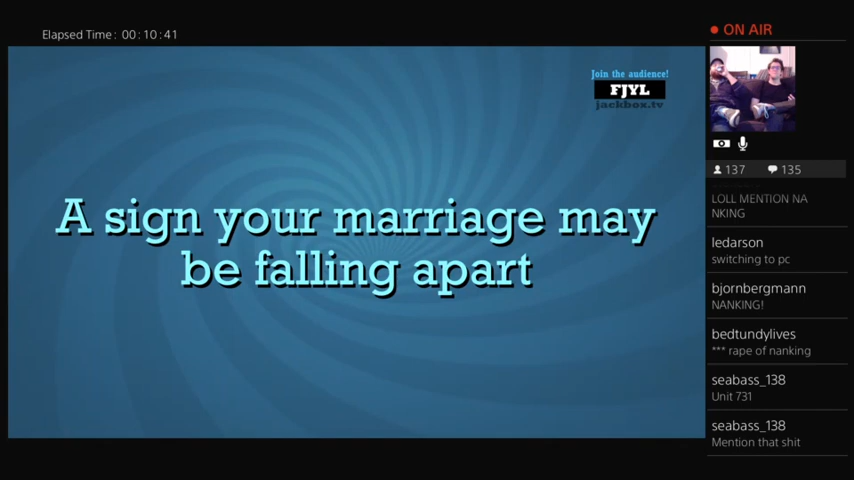 Elapsed Time: 00:10:41
ON AIR
Join the audience!
FJYL
jackbox.tv
A sign your marriage may
be falling apart
137 135
LOLL MENTION NA
NKING
ledarson
switching to pc
bjornbergmann
NANKING!
bedtundylives
*** rape of nanking
seabass_138
Unit 731
seabass_138
Mention that shit